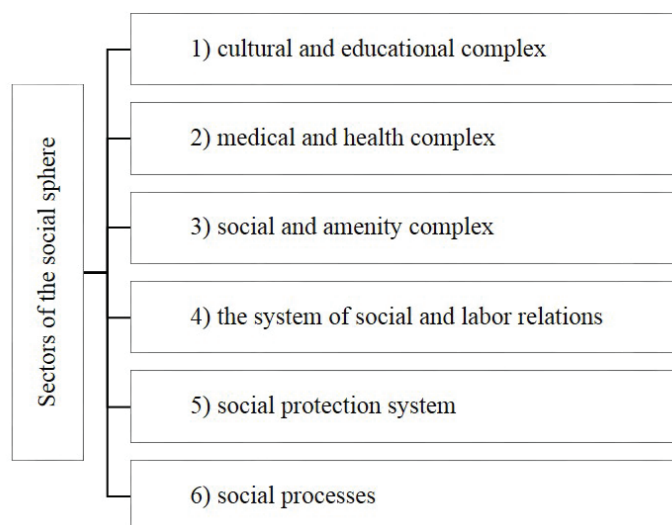 Sectors of the social sphere
1) cultural and educational complex
2) medical and health complex
3) social and amenity complex
4) the system of social and labor relations
5) social protection system
6) social processes